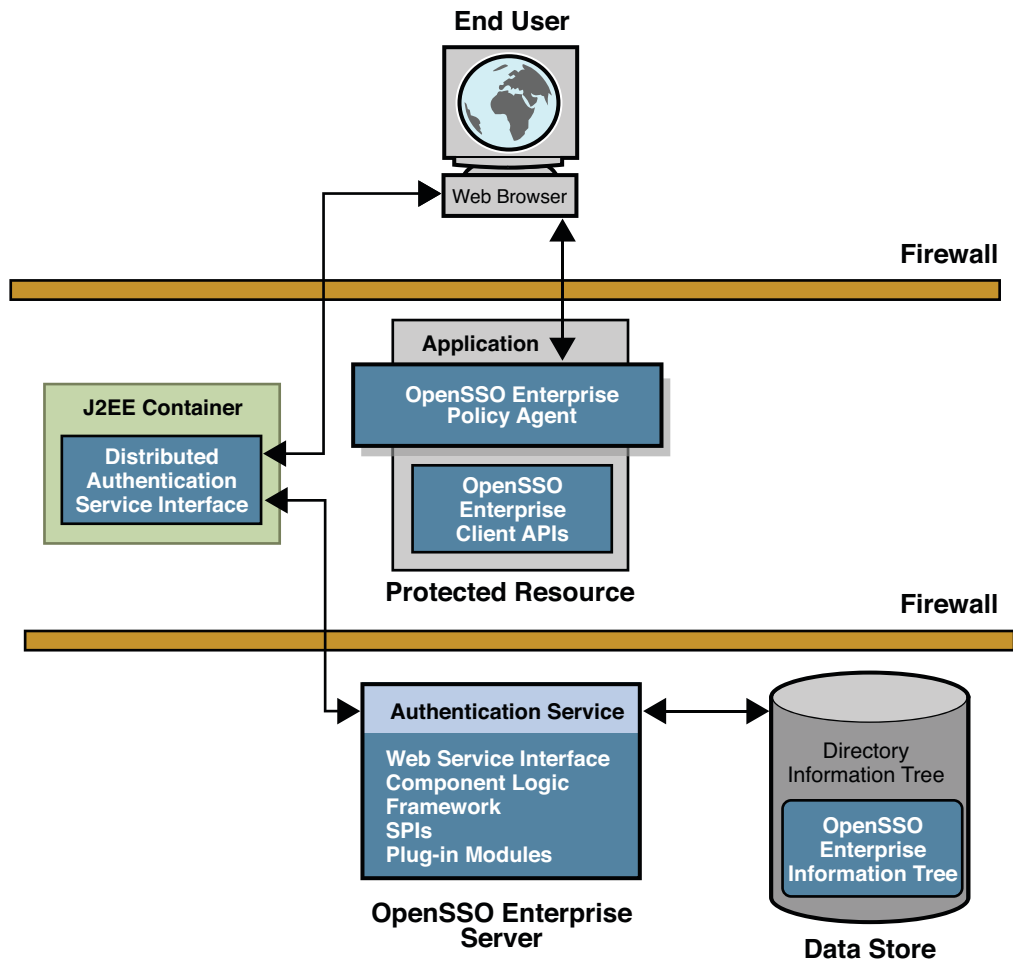 End User
Web Browser
Firewall
Application
OpenSSO Enterprise
Policy Agent
J2EE Container
Distributed
Authentication
Service Interface
OpenSSO
Enterprise
Client APIs
Protected Resource
Firewall
Authentication Service
Web Service Interface
Component Logic
Framework
SPIs
Plug-in Modules
OpenSSO Enterprise
Server
Directory
Information Tree
OpenSSO
Enterprise
Information Tree
Data Store